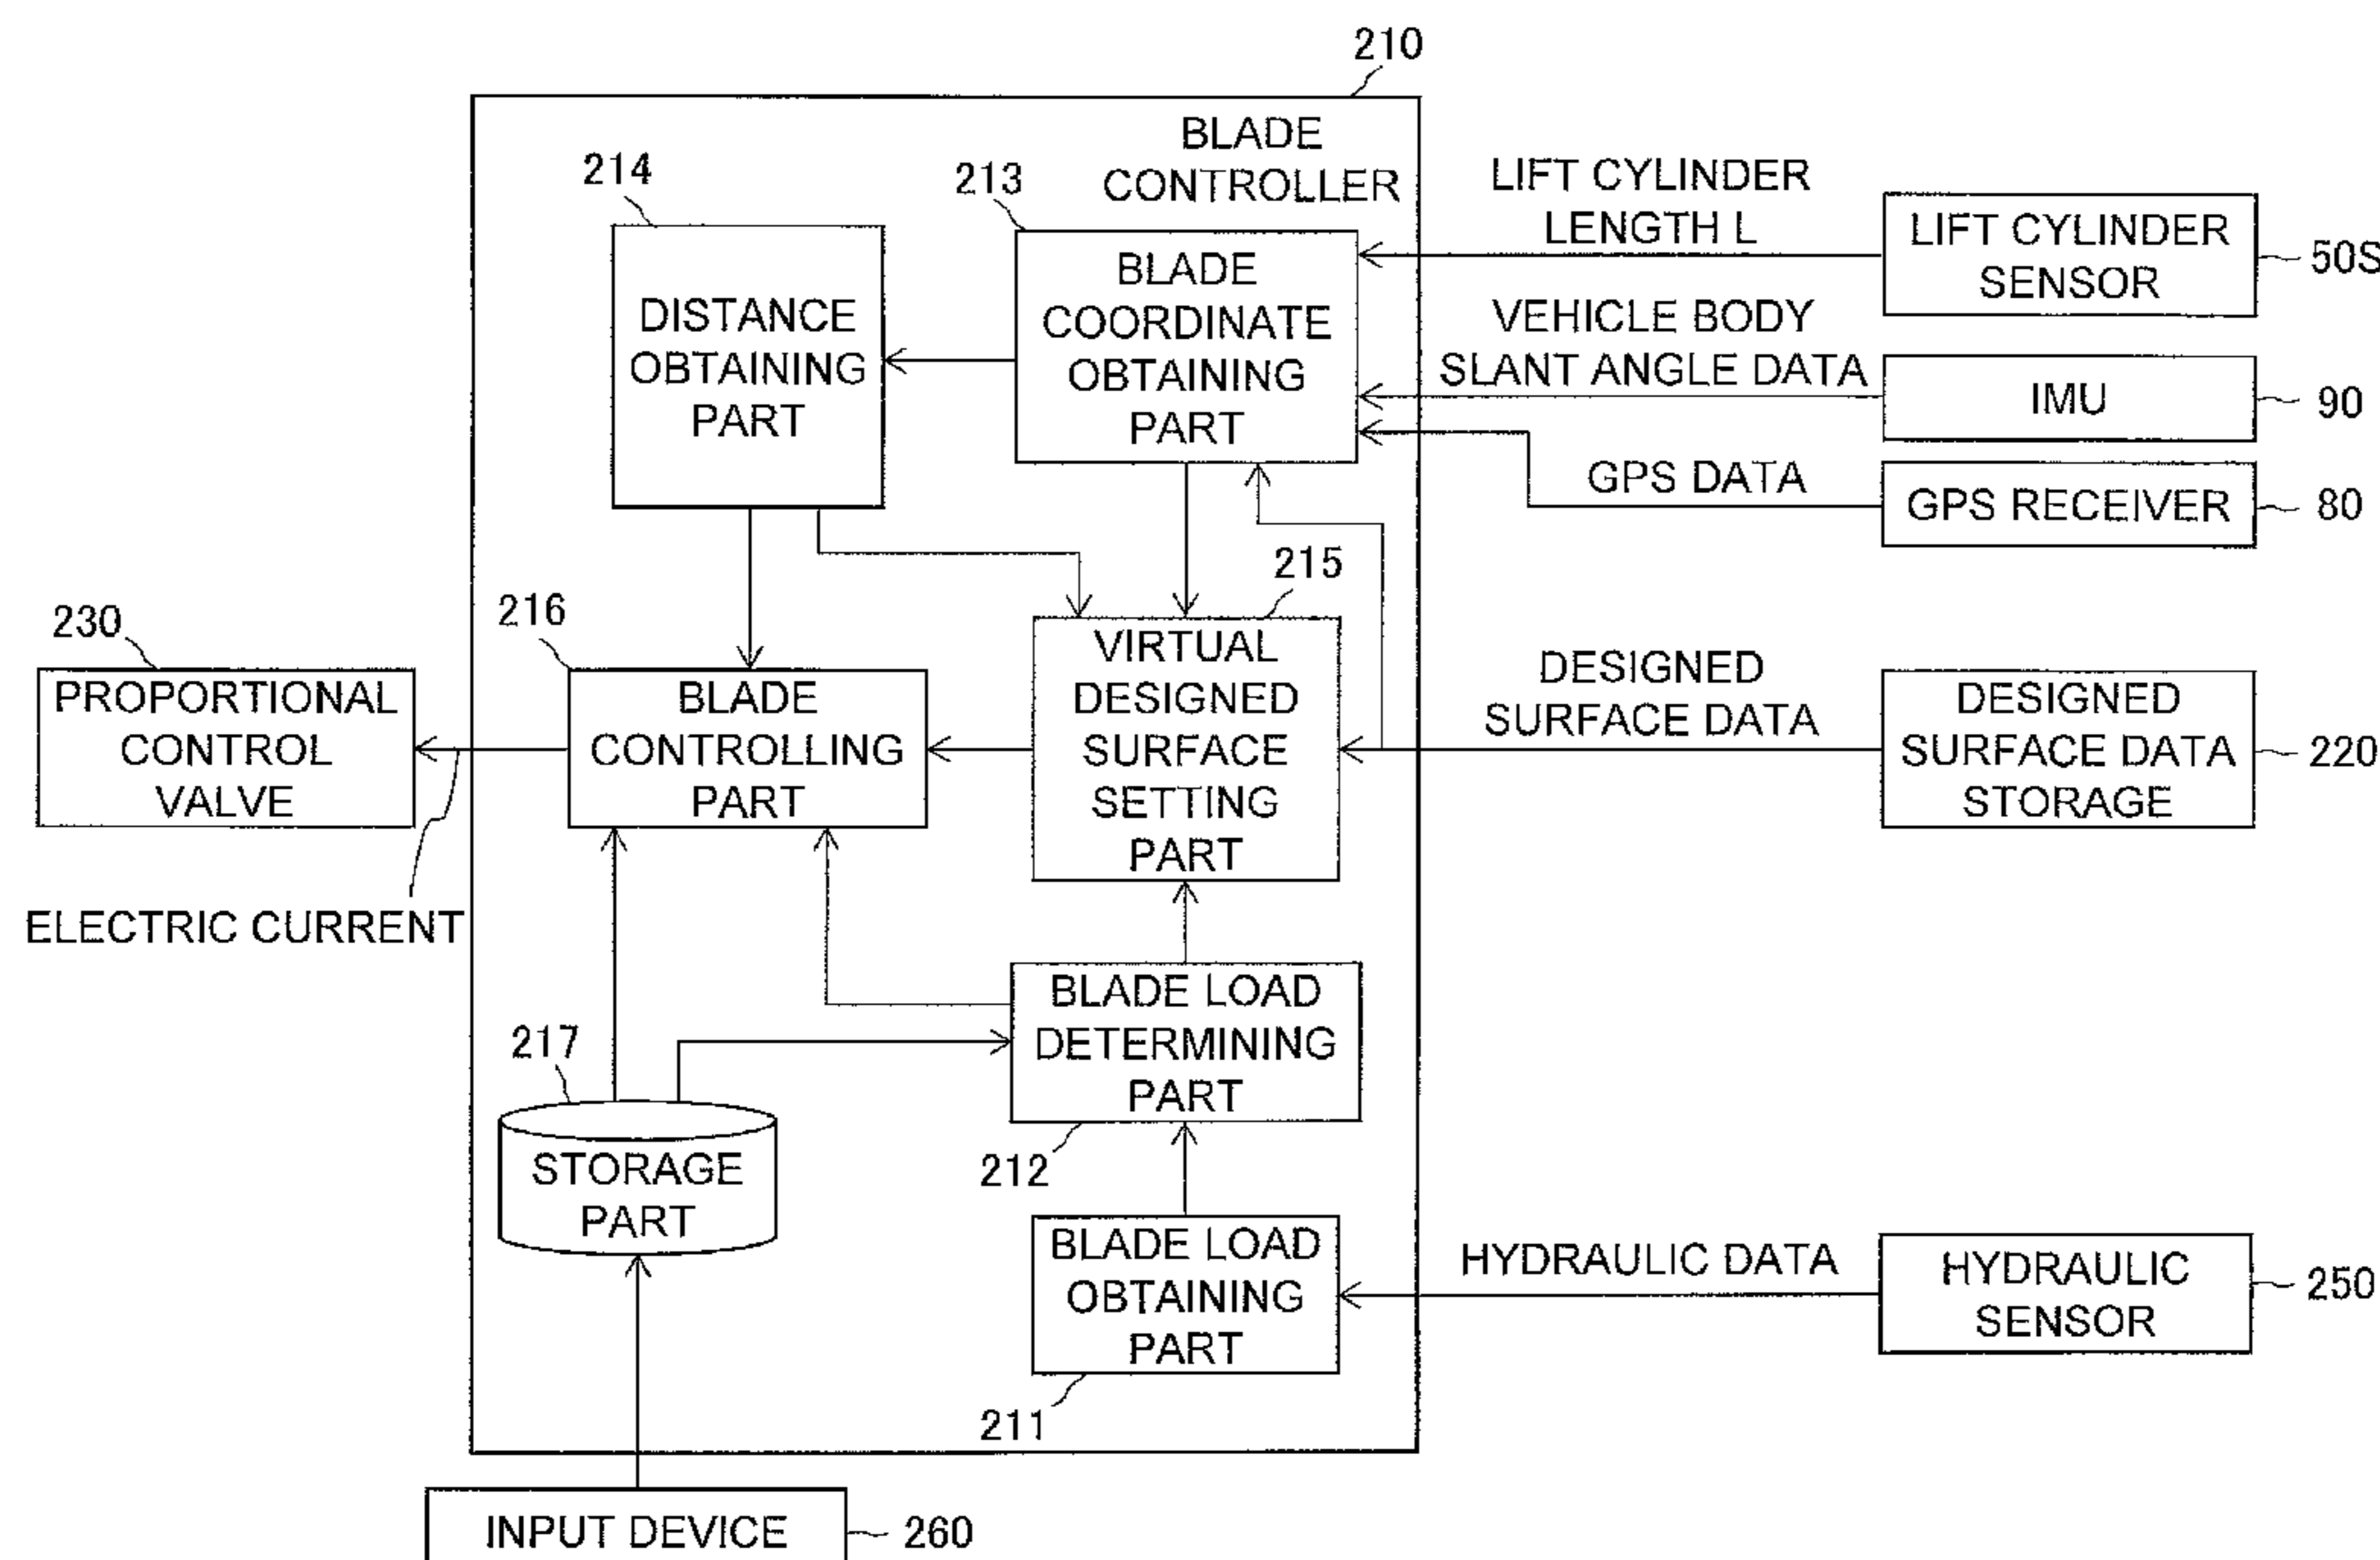 210
BLADE
CONTROLLER
214
213
LIFT CYLINDER
LENGTH L
LIFT CYLINDER
SENSOR
50S
DISTANCE
OBTAINING
PART
BLADE
COORDINATE
OBTAINING
PART
VEHICLE BODY
SLANT ANGLE DATA
IMU
90
GPS DATA
GPS RECEIVER
80
215
216
230
PROPORTIONAL
CONTROL
VALVE
BLADE
CONTROLLING
PART
VIRTUAL
DESIGNED
SURFACE
SETTING
PART
DESIGNED
SURFACE DATA
DESIGNED
SURFACE DATA
STORAGE
220
ELECTRIC CURRENT
BLADE LOAD
DETERMINING
PART
212
217
STORAGE
PART
BLADE LOAD
OBTAINING
PART
211
HYDRAULIC DATA
HYDRAULIC
SENSOR
250
INPUT DEVICE
260